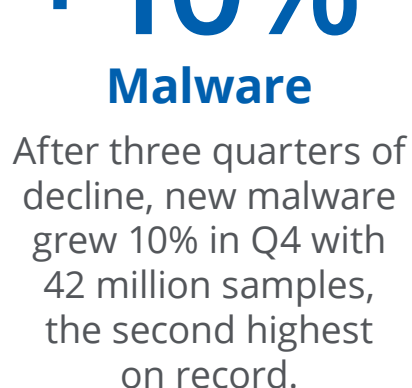 10%
Malware
After three quarters of
decline, new malware
grew 10% in Q4 with
42 million samples,
the second highest
on record.